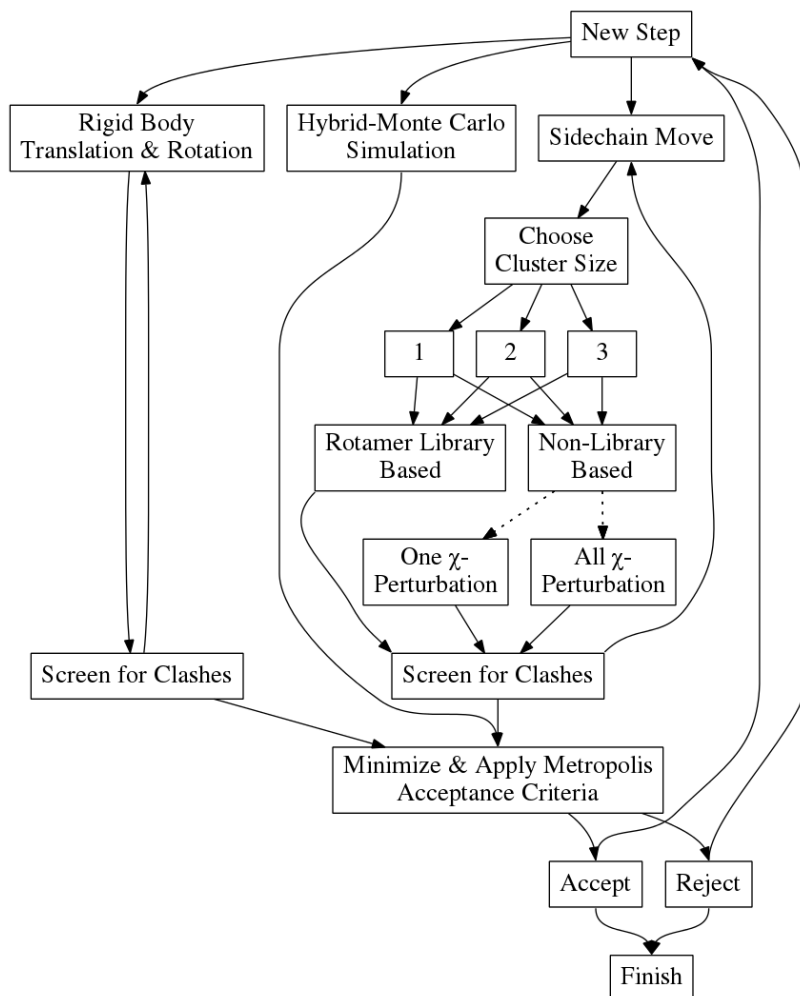 New Step
Rigid Body
Translation & Rotation
Hybrid-Monte Carlo
Simulation
Sidechain Move
Choose
Cluster Size
1
2
3
Rotamer Library
Based
Non-Library
Based
One χ-
Perturbation
All χ-
Perturbation
Screen for Clashes
Screen for Clashes
Minimize & Apply Metropolis
Acceptance Criteria
Accept
Reject
Finish